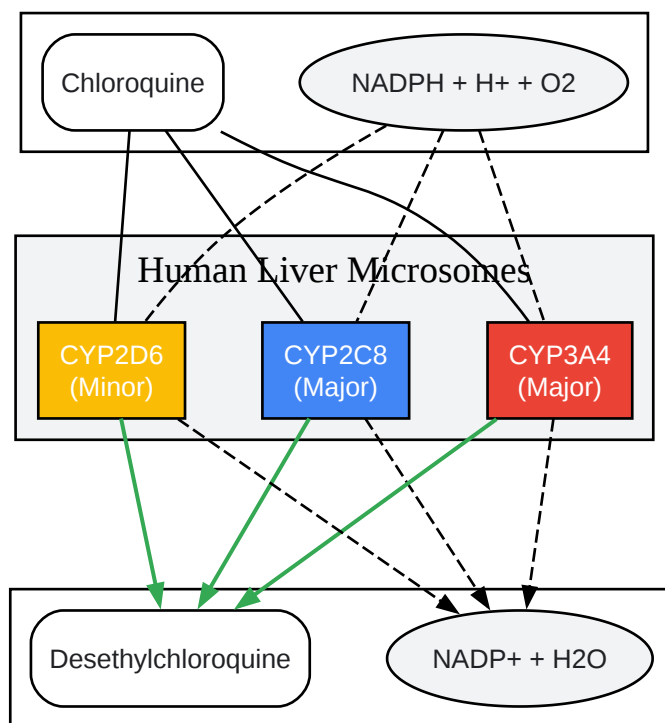 Chloroquine
NADPH + H+ + O2
Human Liver Microsomes
CYP2D6
(Minor)
CYP2C8
(Major)
CYP3A4
(Major)
Desethylchloroquine
NADP+ + H2O